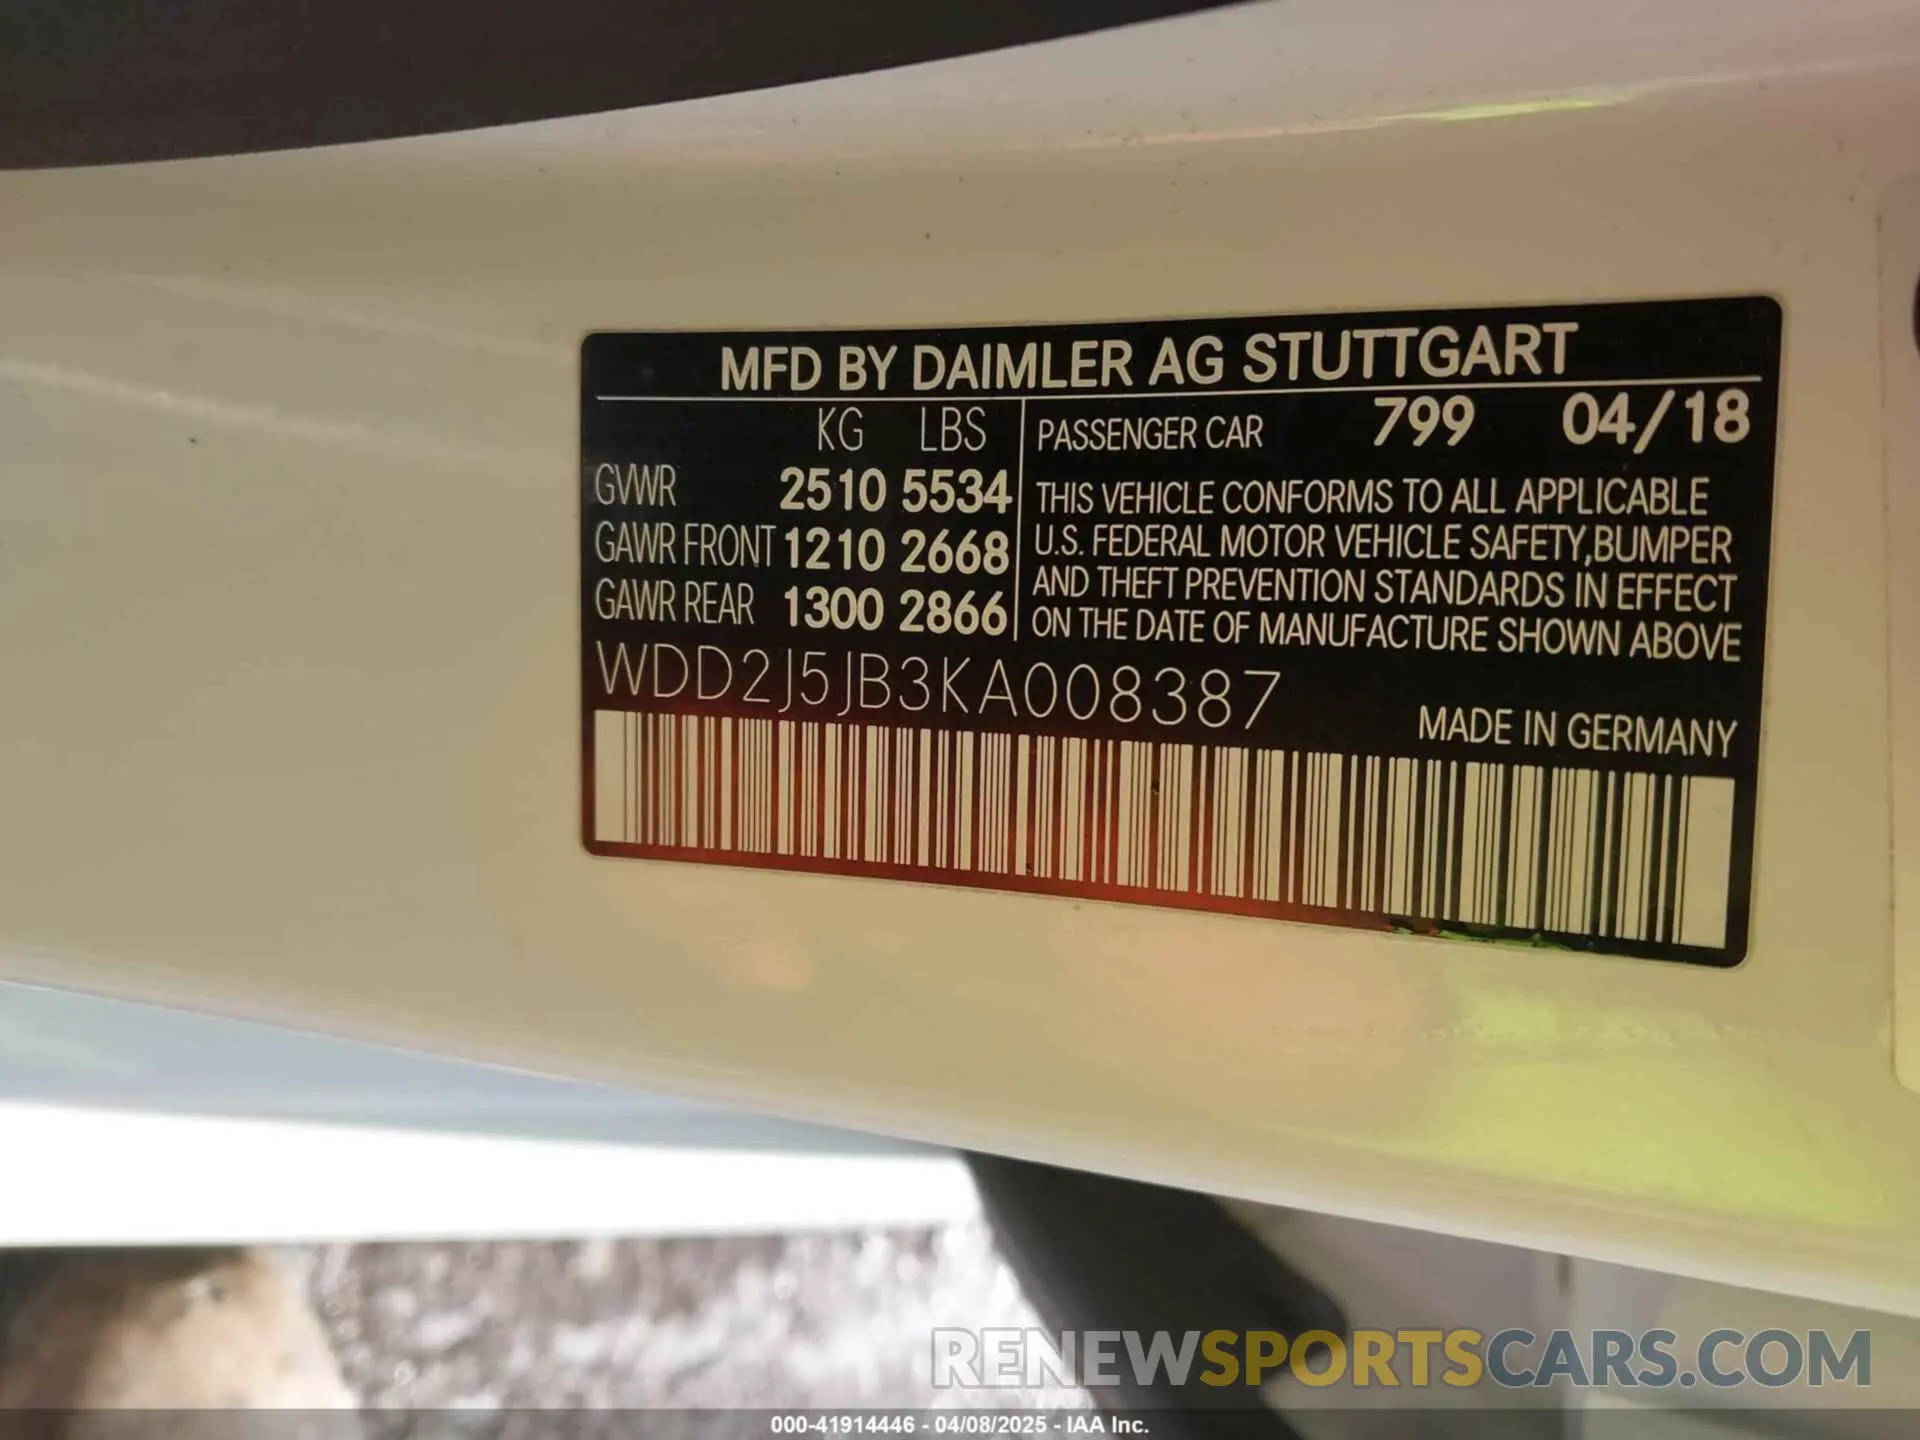 MFD BY DAIMLER AG STUTTGART
KG LBS
GVWR 2510 5534
GAWR FRONT 1210 2668
GAWR REAR 1300 2866
PASSENGER CAR 799 04/18
THIS VEHICLE CONFORMS TO ALL APPLICABLE
U.S. FEDERAL MOTOR VEHICLE SAFETY,BUMPER
AND THEFT PREVENTION STANDARDS IN EFFECT
ON THE DATE OF MANUFACTURE SHOWN ABOVE
WDD2J5JB3KA008387
MADE IN GERMANY
RENEWSPORTSCARS.COM
000-41914446 - 04/08/2025 - IAA Inc.